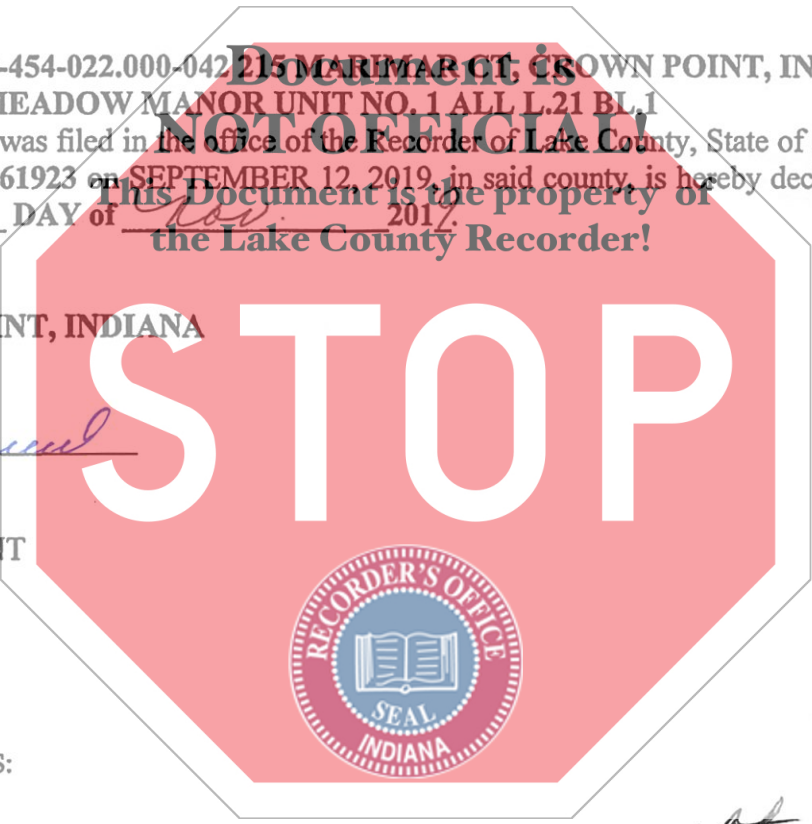 Document is
-454-022.000-042 215 MARIMAR CT, CROWN POINT, IN
MEADOW MANOR UNIT NO. 1 ALL L.21 BL.1
NOT OFFICIAL!
was filed in the office of the Recorder of Lake County, State of
61923 on SEPTEMBER 12, 2019, in said county, is hereby dec
This Document is the property of
DAY of Nov. 2019.
the Lake County Recorder!
INT, INDIANA
STOP
NT
RECORDER'S OFFICE
SEAL
INDIANA
S: